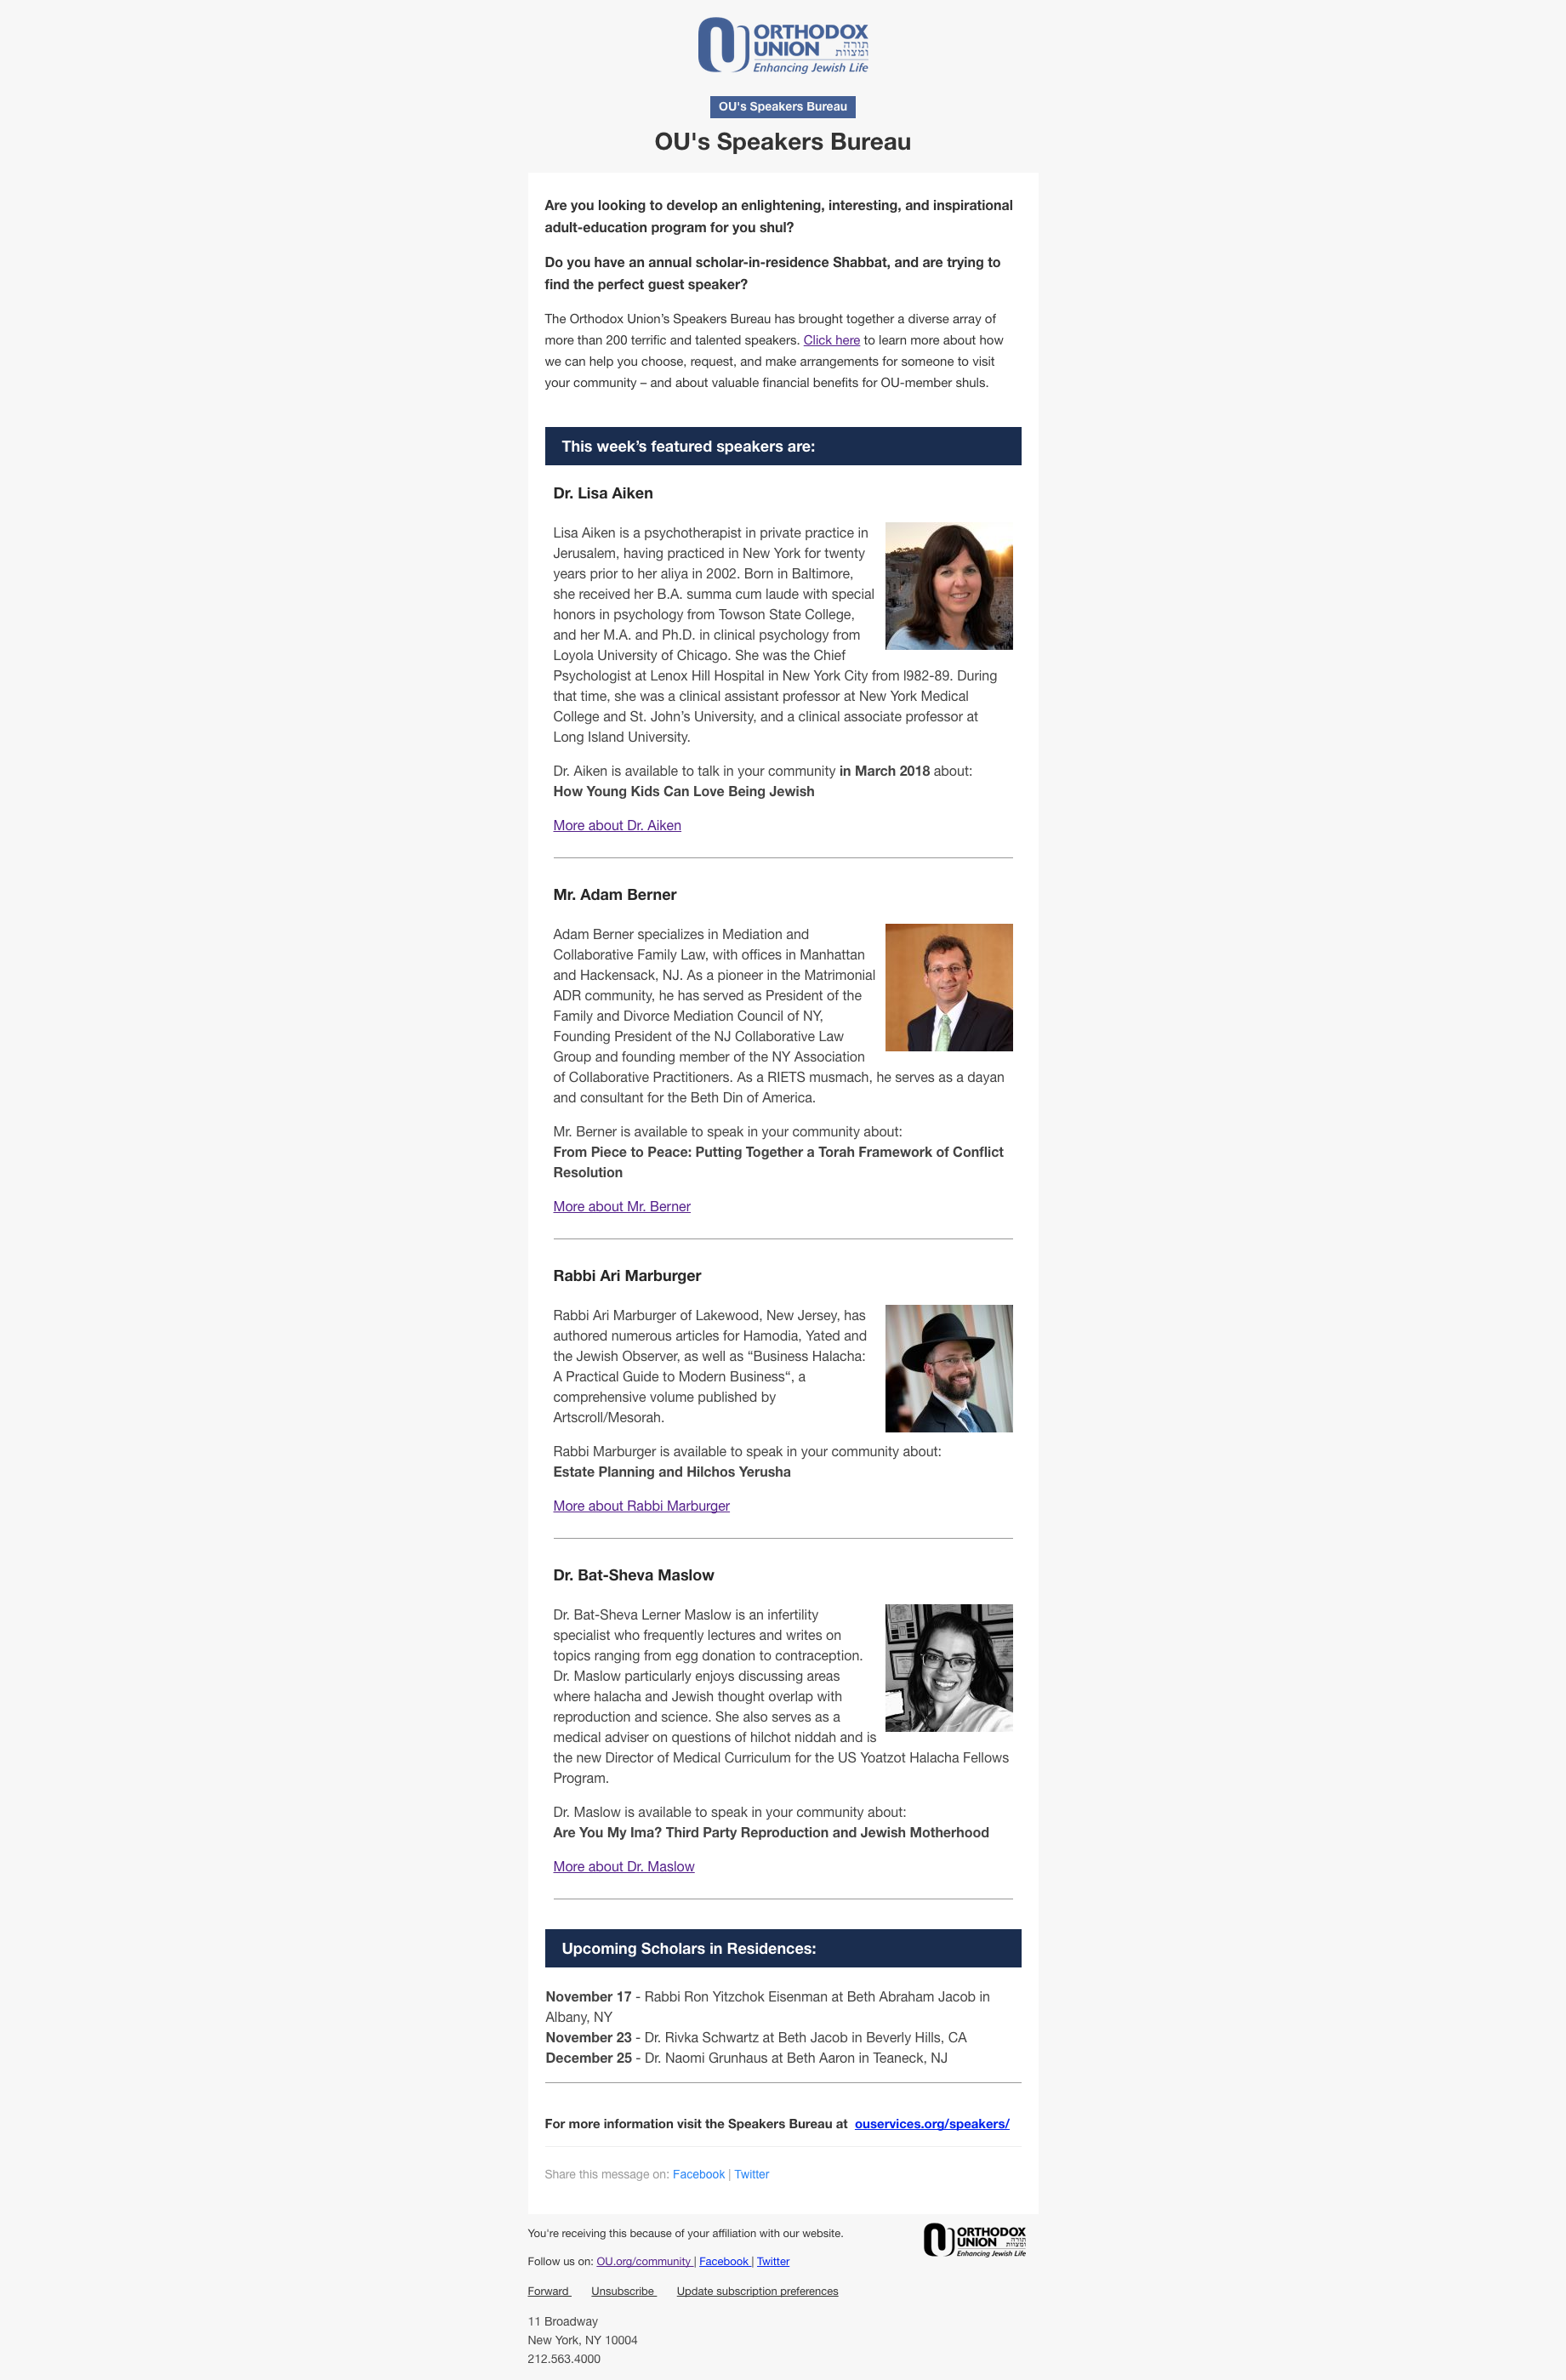 ORTHODOX
UNION תורה
ומצוות
Enhancing Jewish Life
OU's Speakers Bureau
OU's Speakers Bureau
Are you looking to develop an enlightening, interesting, and inspirational
adult-education program for you shul?
Do you have an annual scholar-in-residence Shabbat, and are trying to
find the perfect guest speaker?
The Orthodox Union’s Speakers Bureau has brought together a diverse array of
more than 200 terrific and talented speakers. Click here to learn more about how
we can help you choose, request, and make arrangements for someone to visit
your community – and about valuable financial benefits for OU-member shuls.
This week’s featured speakers are:
Dr. Lisa Aiken
Lisa Aiken is a psychotherapist in private practice in
Jerusalem, having practiced in New York for twenty
years prior to her aliya in 2002. Born in Baltimore,
she received her B.A. summa cum laude with special
honors in psychology from Towson State College,
and her M.A. and Ph.D. in clinical psychology from
Loyola University of Chicago. She was the Chief
Psychologist at Lenox Hill Hospital in New York City from l982-89. During
that time, she was a clinical assistant professor at New York Medical
College and St. John’s University, and a clinical associate professor at
Long Island University.
Dr. Aiken is available to talk in your community in March 2018 about:
How Young Kids Can Love Being Jewish
More about Dr. Aiken
Mr. Adam Berner
Adam Berner specializes in Mediation and
Collaborative Family Law, with offices in Manhattan
and Hackensack, NJ. As a pioneer in the Matrimonial
ADR community, he has served as President of the
Family and Divorce Mediation Council of NY,
Founding President of the NJ Collaborative Law
Group and founding member of the NY Association
of Collaborative Practitioners. As a RIETS musmach, he serves as a dayan
and consultant for the Beth Din of America.
Mr. Berner is available to speak in your community about:
From Piece to Peace: Putting Together a Torah Framework of Conflict
Resolution
More about Mr. Berner
Rabbi Ari Marburger
Rabbi Ari Marburger of Lakewood, New Jersey, has
authored numerous articles for Hamodia, Yated and
the Jewish Observer, as well as “Business Halacha:
A Practical Guide to Modern Business“, a
comprehensive volume published by
Artscroll/Mesorah.
Rabbi Marburger is available to speak in your community about:
Estate Planning and Hilchos Yerusha
More about Rabbi Marburger
Dr. Bat-Sheva Maslow
Dr. Bat-Sheva Lerner Maslow is an infertility
specialist who frequently lectures and writes on
topics ranging from egg donation to contraception.
Dr. Maslow particularly enjoys discussing areas
where halacha and Jewish thought overlap with
reproduction and science. She also serves as a
medical adviser on questions of hilchot niddah and is
the new Director of Medical Curriculum for the US Yoatzot Halacha Fellows
Program.
Dr. Maslow is available to speak in your community about:
Are You My Ima? Third Party Reproduction and Jewish Motherhood
More about Dr. Maslow
Upcoming Scholars in Residences:
November 17 - Rabbi Ron Yitzchok Eisenman at Beth Abraham Jacob in
Albany, NY
November 23 - Dr. Rivka Schwartz at Beth Jacob in Beverly Hills, CA
December 25 - Dr. Naomi Grunhaus at Beth Aaron in Teaneck, NJ
For more information visit the Speakers Bureau at ouservices.org/speakers/
Share this message on: Facebook | Twitter
You're receiving this because of your affiliation with our website.
ORTHODOX
UNION תורה
ומצוות
Enhancing Jewish Life
Follow us on: OU.org/community | Facebook | Twitter
Forward Unsubscribe Update subscription preferences
11 Broadway
New York, NY 10004
212.563.4000